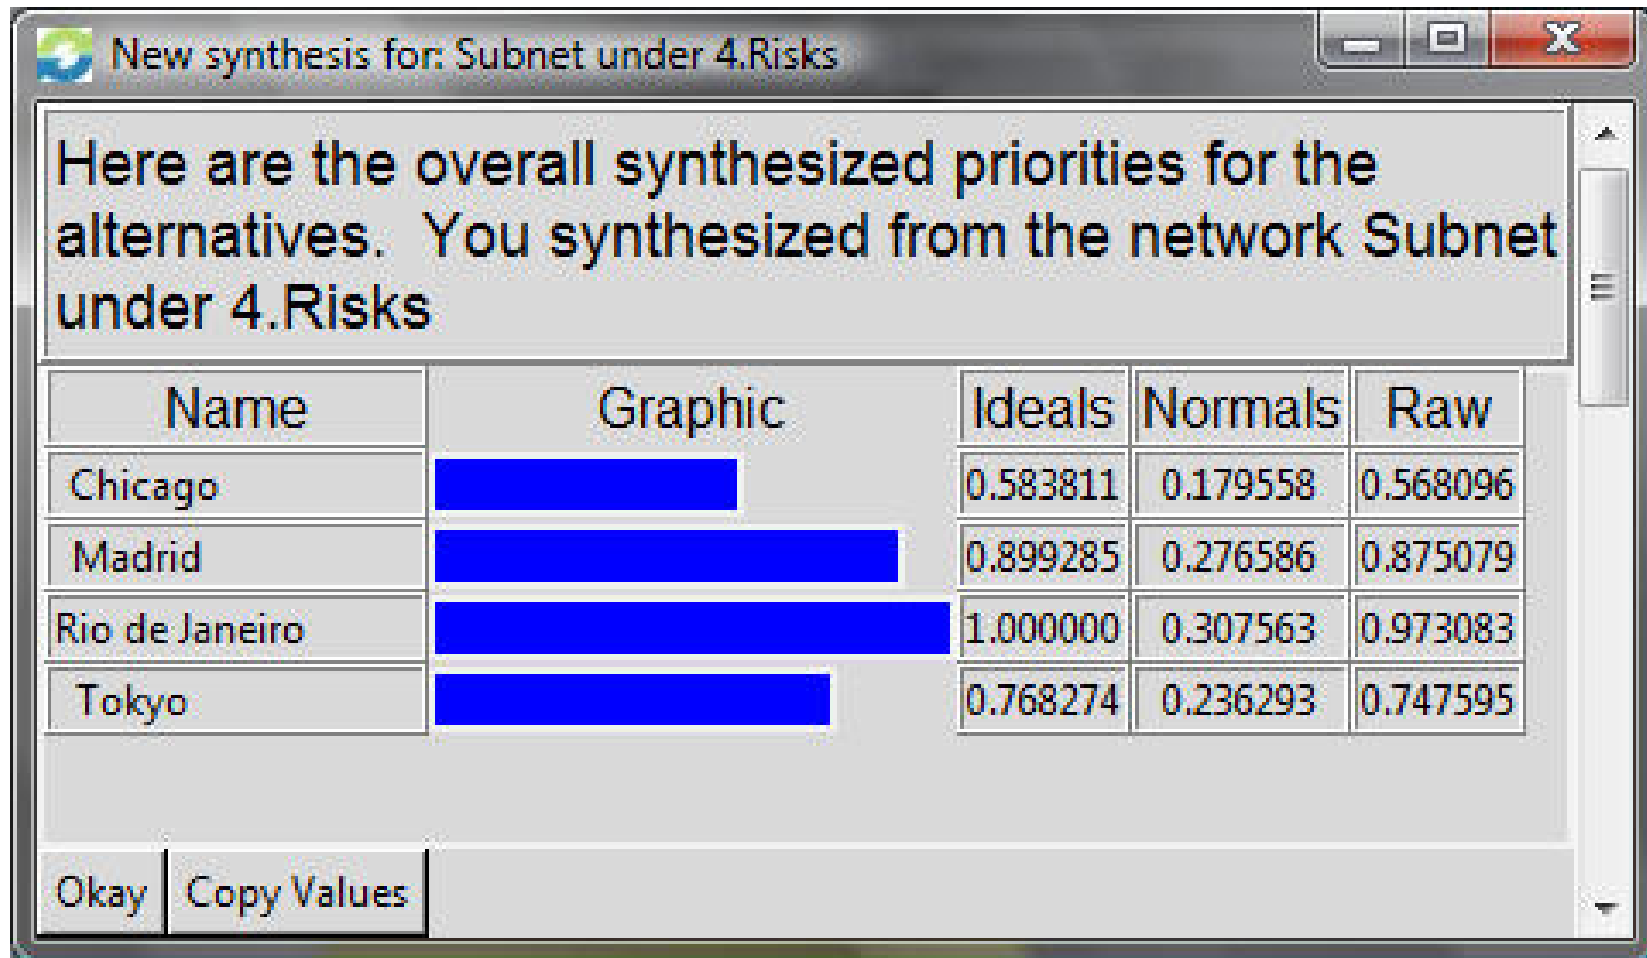 New synthesis for: Subnet under 4.Risks
Here are the overall synthesized priorities for the
alternatives.  You synthesized from the network Subnet
under 4.Risks
Name Graphic Ideals Normals Raw
Chicago 0.583811 0.179558 0.568096
Madrid 0.899285 0.276586 0.875079
Rio de Janeiro 1.000000 0.307563 0.973083
Tokyo 0.768274 0.236293 0.747595
Okay Copy Values